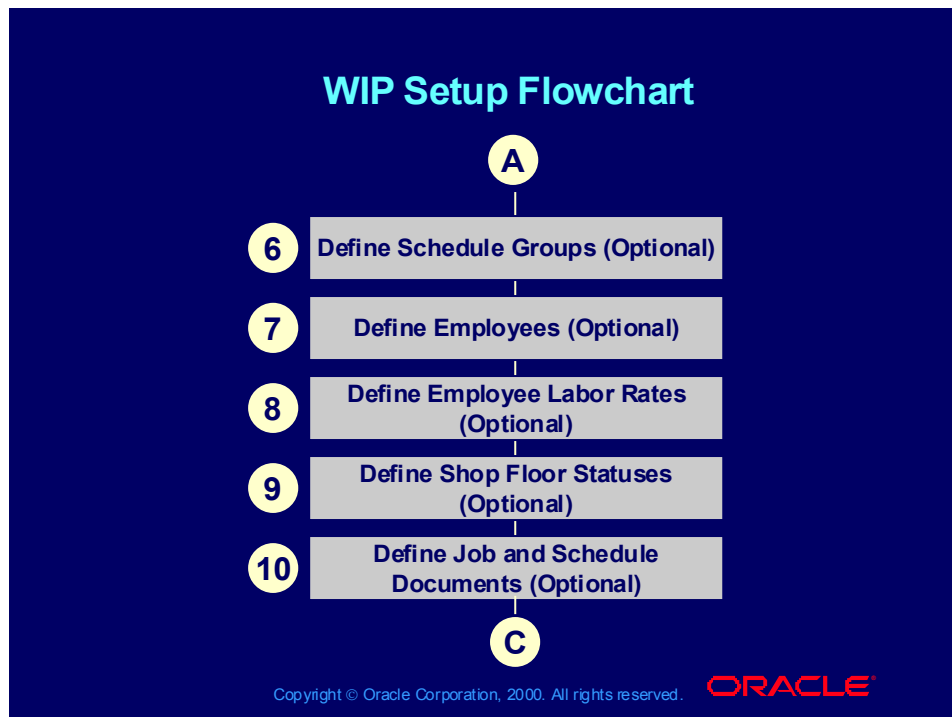 WIP Setup Flowchart
A
6
Define Schedule Groups (Optional)
7
Define Employees (Optional)
8
Define Employee Labor Rates
(Optional)
9
Define Shop Floor Statuses
(Optional)
10
Define Job and Schedule
Documents (Optional)
C
Copyright © Oracle Corporation, 2000. All rights reserved.
ORACLE®